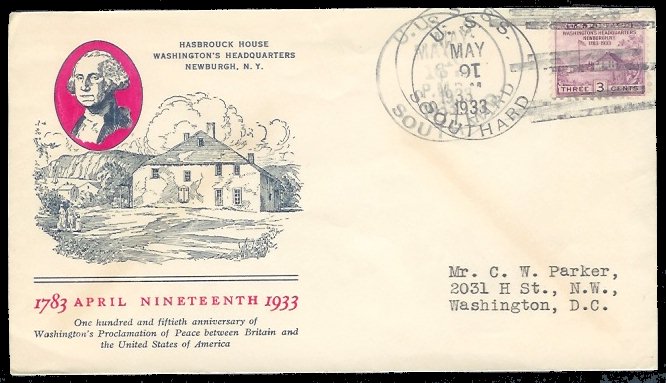 HASBROUCK HOUSE
WASHINGTON'S HEADQUARTERS
NEWBURGH, N. Y.
U. S. S.
MAY
1933
SOUTHARD
U.S. POSTAGE
WASHINGTON'S HEADQUARTERS
NEWBURGH, N.Y.
1783-1933
THREE 3 CENTS
1783 APRIL NINETEENTH 1933
One hundred and fiftieth anniversary of
Washington's Proclamation of Peace between Britain and
the United States of America
Mr. C. W. Parker,
2031 H St., N.W.,
Washington, D.C.